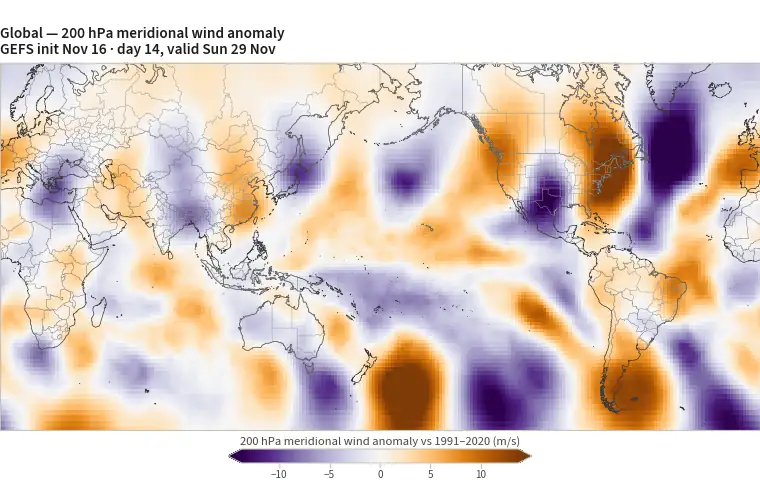 Global — 200 hPa meridional wind anomaly
GEFS init Nov 16 · day 14, valid Sun 29 Nov
200 hPa meridional wind anomaly vs 1991–2020 (m/s)
−10 −5 0 5 10